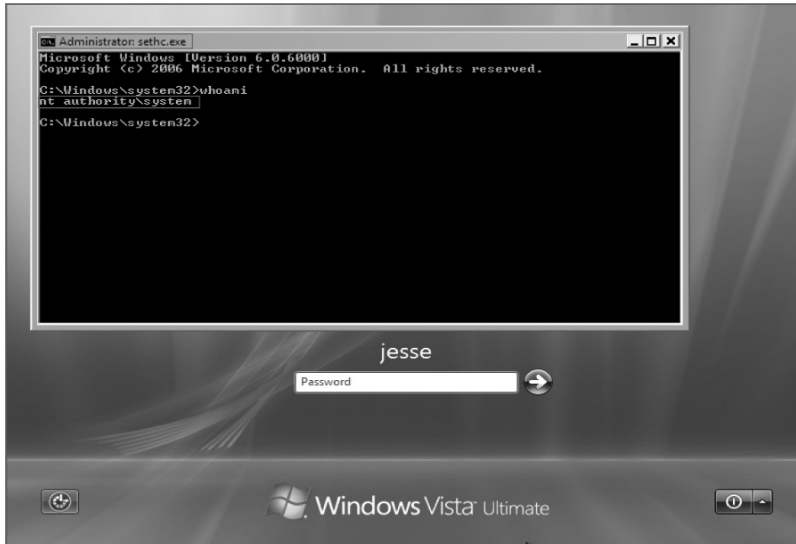 Administrator: sethc.exe
Microsoft Windows [Version 6.0.6000]
Copyright (c) 2006 Microsoft Corporation.  All rights reserved.
C:\Windows\system32>whoami
nt authority\system
C:\Windows\system32>
jesse
Password
Windows Vista Ultimate